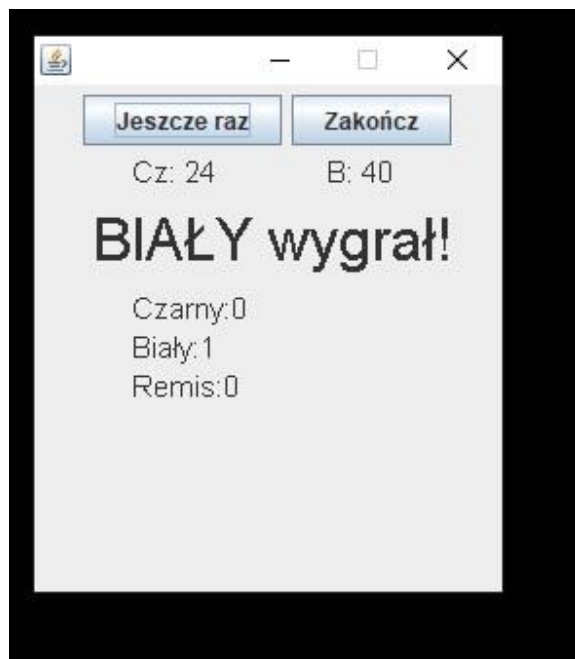 Jeszcze raz Zakończ
Cz: 24 B: 40
BIAŁY wygrał!
Czarny:0
Biały:1
Remis:0